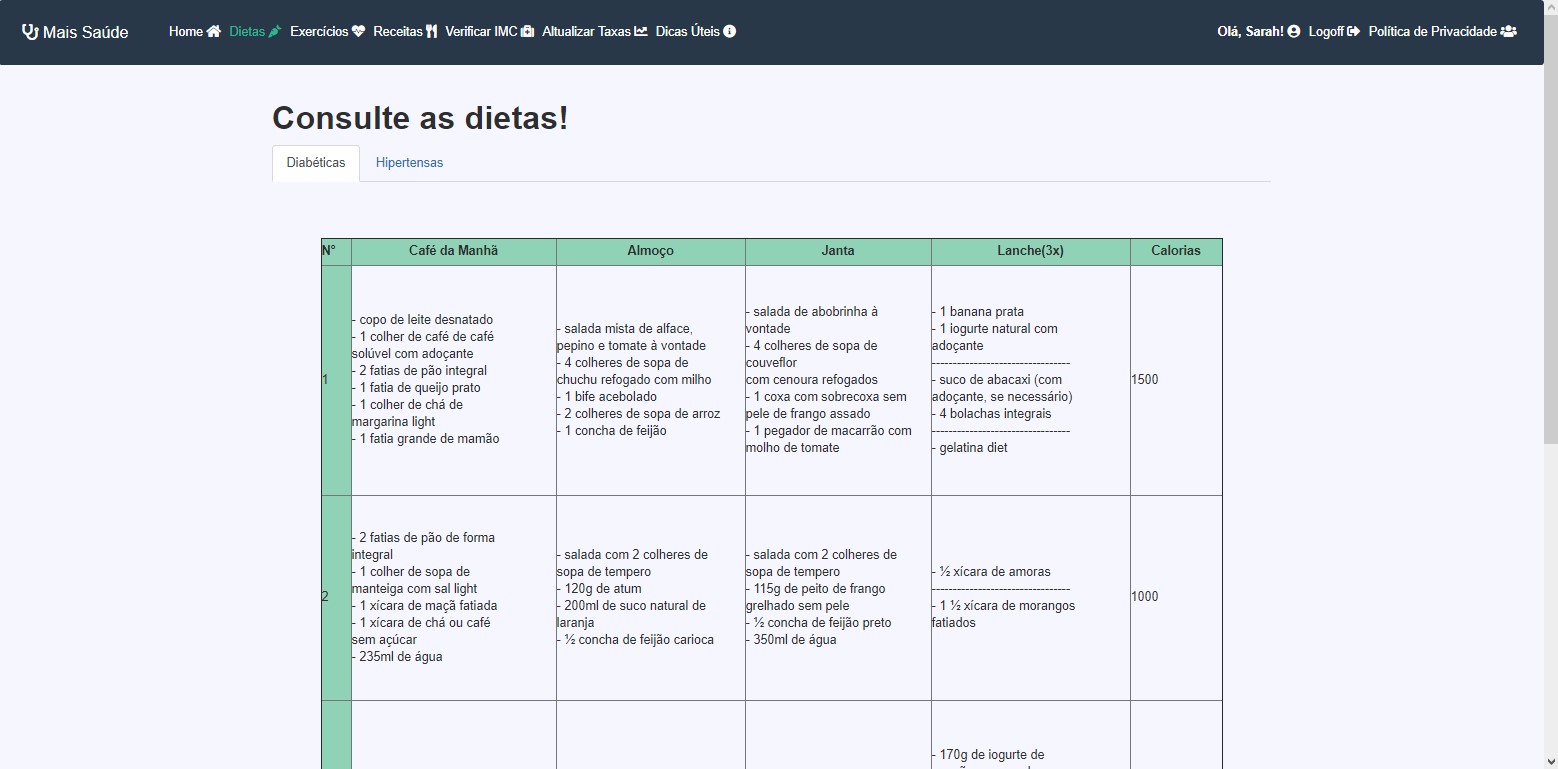 Mais Saúde Home Dietas Exercícios Receitas Verificar IMC Altualizar Taxas Dicas Úteis Olá, Sarah! Logoff Política de Privacidade
Consulte as dietas!
Diabéticas Hipertensas
N° Café da Manhã Almoço Janta Lanche(3x) Calorias
1
- copo de leite desnatado
- 1 colher de café de café
solúvel com adoçante
- 2 fatias de pão integral
- 1 fatia de queijo prato
- 1 colher de chá de
margarina light
- 1 fatia grande de mamão
- salada mista de alface,
pepino e tomate à vontade
- 4 colheres de sopa de
chuchu refogado com milho
- 1 bife acebolado
- 2 colheres de sopa de arroz
- 1 concha de feijão
- salada de abobrinha à
vontade
- 4 colheres de sopa de
couveflor
com cenoura refogados
- 1 coxa com sobrecoxa sem
pele de frango assado
- 1 pegador de macarrão com
molho de tomate
- 1 banana prata
- 1 iogurte natural com
adoçante
---------------------------------
- suco de abacaxi (com
adoçante, se necessário)
- 4 bolachas integrais
---------------------------------
- gelatina diet
1500
2
- 2 fatias de pão de forma
integral
- 1 colher de sopa de
manteiga com sal light
- 1 xícara de maçã fatiada
- 1 xícara de chá ou café
sem açúcar
- 235ml de água
- salada com 2 colheres de
sopa de tempero
- 120g de atum
- 200ml de suco natural de
laranja
- ½ concha de feijão carioca
- salada com 2 colheres de
sopa de tempero
- 115g de peito de frango
grelhado sem pele
- ½ concha de feijão preto
- 350ml de água
- ½ xícara de amoras
---------------------------------
- 1 ½ xícara de morangos
fatiados
1000
- 170g de iogurte de